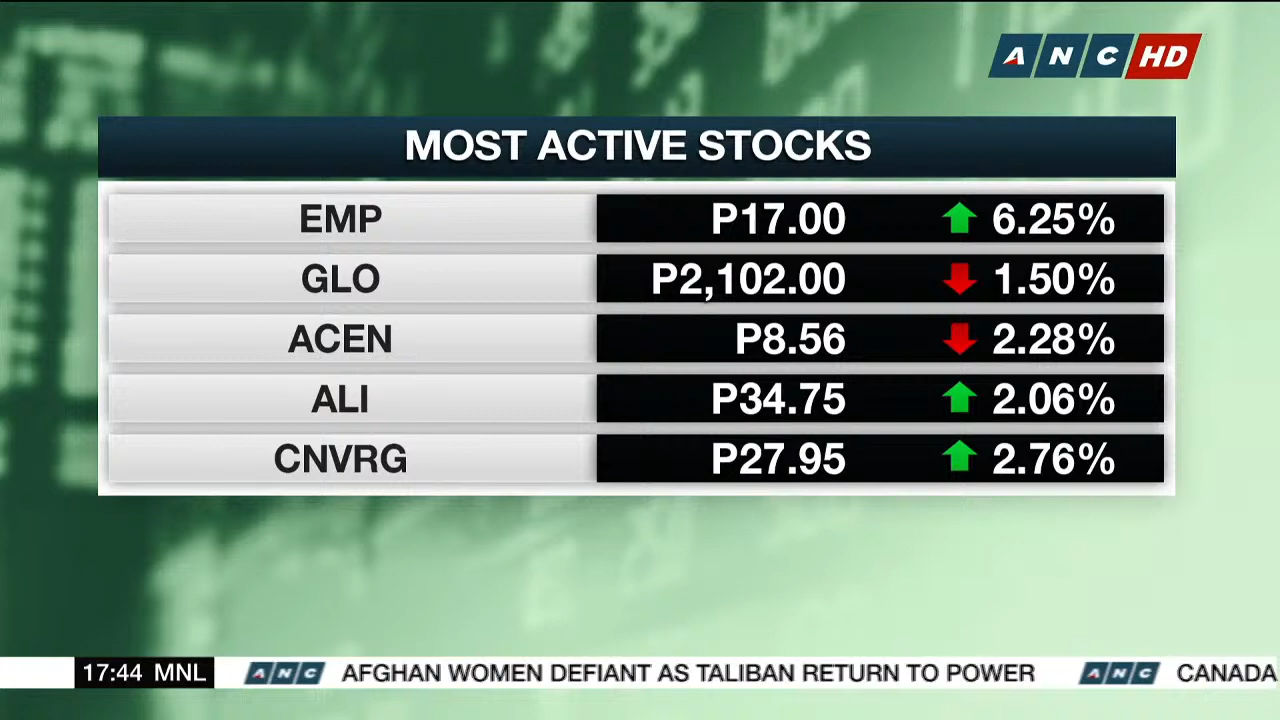 ANC HD
MOST ACTIVE STOCKS
EMP P17.00 6.25%
GLO P2,102.00 1.50%
ACEN P8.56 2.28%
ALI P34.75 2.06%
CNVRG P27.95 2.76%
17:44 MNL ANC AFGHAN WOMEN DEFIANT AS TALIBAN RETURN TO POWER ANC CANADA